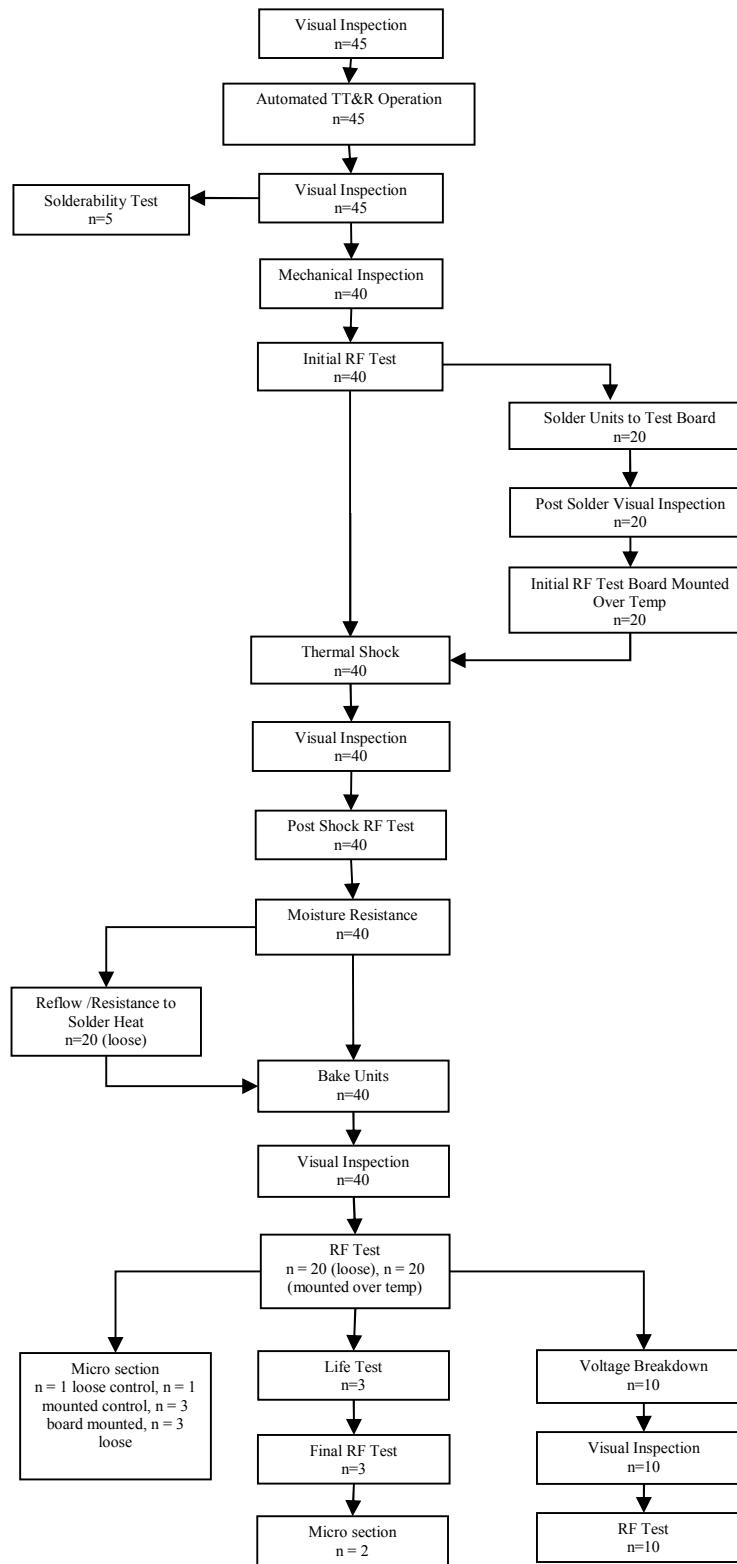 Visual Inspection
n=45
Automated TT&R Operation
n=45
Visual Inspection
n=45
Solderability Test
n=5
Mechanical Inspection
n=40
Initial RF Test
n=40
Solder Units to Test Board
n=20
Post Solder Visual Inspection
n=20
Initial RF Test Board Mounted
Over Temp
n=20
Thermal Shock
n=40
Visual Inspection
n=40
Post Shock RF Test
n=40
Moisture Resistance
n=40
Reflow /Resistance to
Solder Heat
n=20 (loose)
Bake Units
n=40
Visual Inspection
n=40
RF Test
n = 20 (loose), n = 20
(mounted over temp)
Micro section
n = 1 loose control, n = 1
mounted control, n = 3
board mounted, n = 3
loose
Life Test
n=3
Final RF Test
n=3
Micro section
n = 2
Voltage Breakdown
n=10
Visual Inspection
n=10
RF Test
n=10